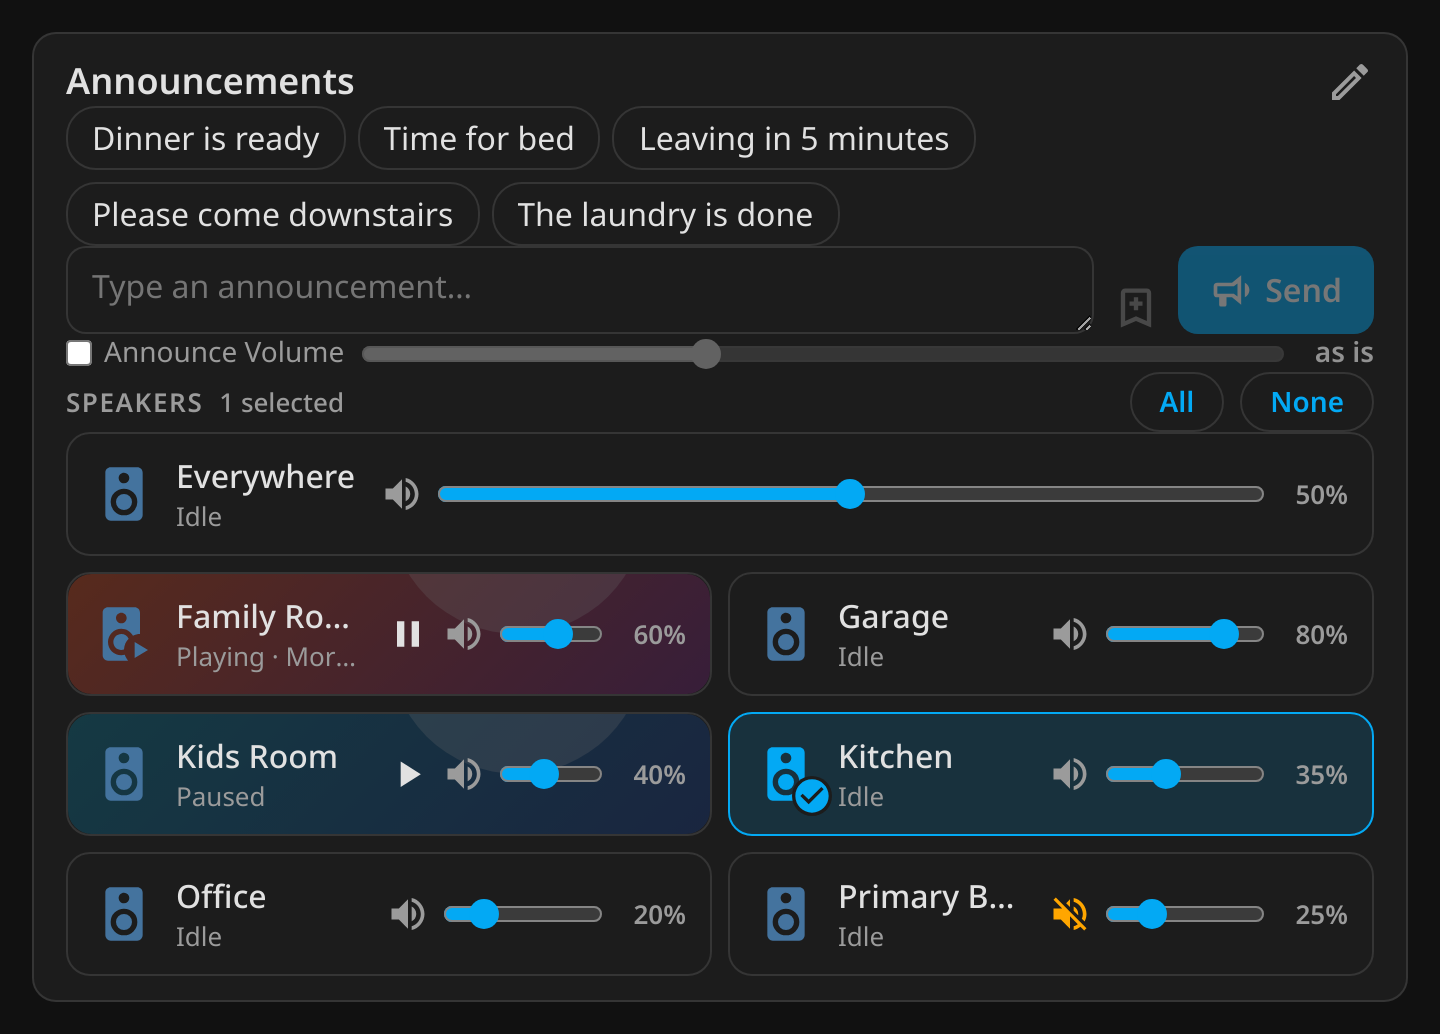 Announcements
Dinner is ready
Time for bed
Leaving in 5 minutes
Please come downstairs
The laundry is done
Type an announcement...
Send
Announce Volume
as is
SPEAKERS 1 selected
All
None
Everywhere
Idle
50%
Family Ro...
Playing · Mor...
60%
Garage
Idle
80%
Kids Room
Paused
40%
Kitchen
Idle
35%
Office
Idle
20%
Primary B...
Idle
25%